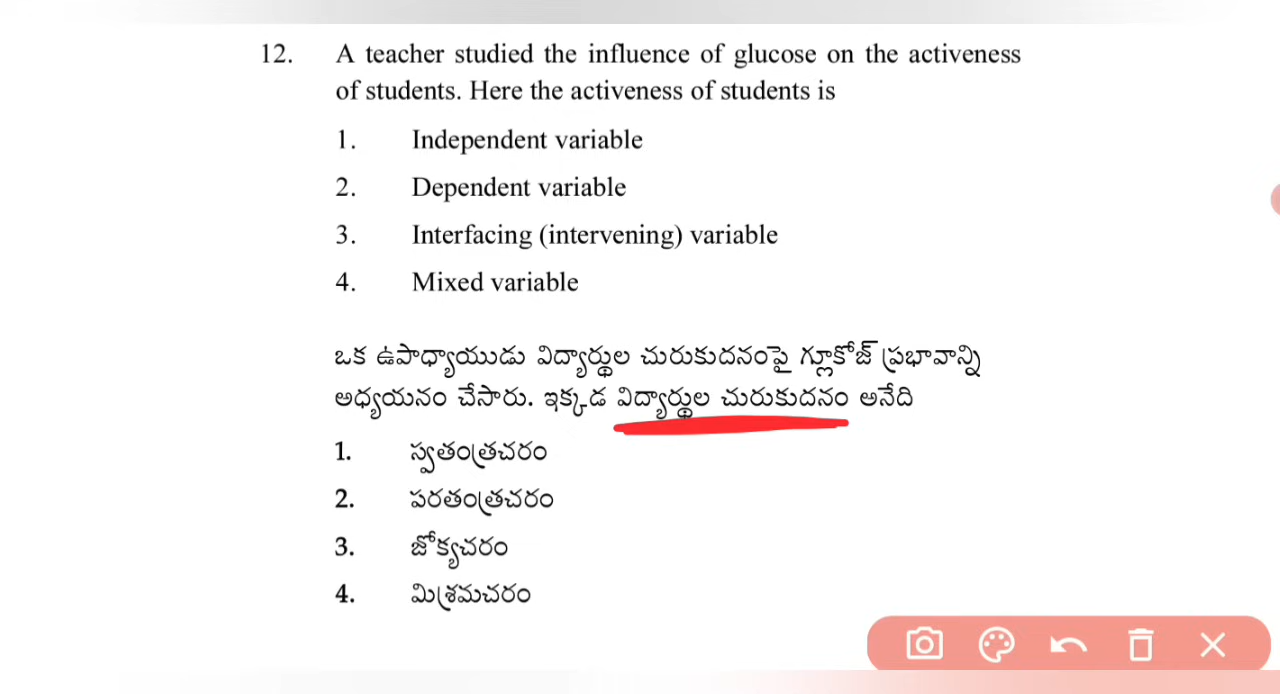 12. A teacher studied the influence of glucose on the activeness
of students. Here the activeness of students is
1. Independent variable
2. Dependent variable
3. Interfacing (intervening) variable
4. Mixed variable
ఒక ఉపాధ్యాయుడు విద్యార్థుల చురుకుదనంపై గ్లూకోజ్ ప్రభావాన్ని
అధ్యయనం చేసారు. ఇక్కడ విద్యార్థుల చురుకుదనం అనేది
1. స్వతంత్రచరం
2. పరతంత్రచరం
3. జోక్యచరం
4. మిశ్రమచరం